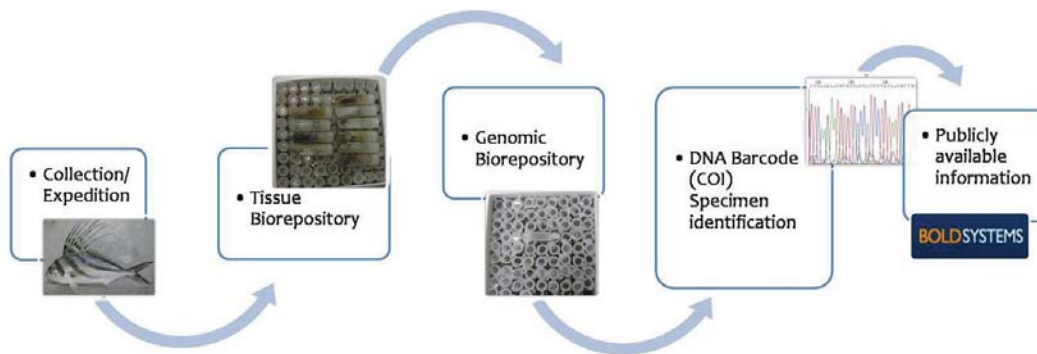 • Collection/
Expedition
• Tissue
Biorepository
• Genomic
Biorepository
• DNA Barcode
(COI)
Specimen
identification
• Publicly
available
information
BOLDSYSTEMS